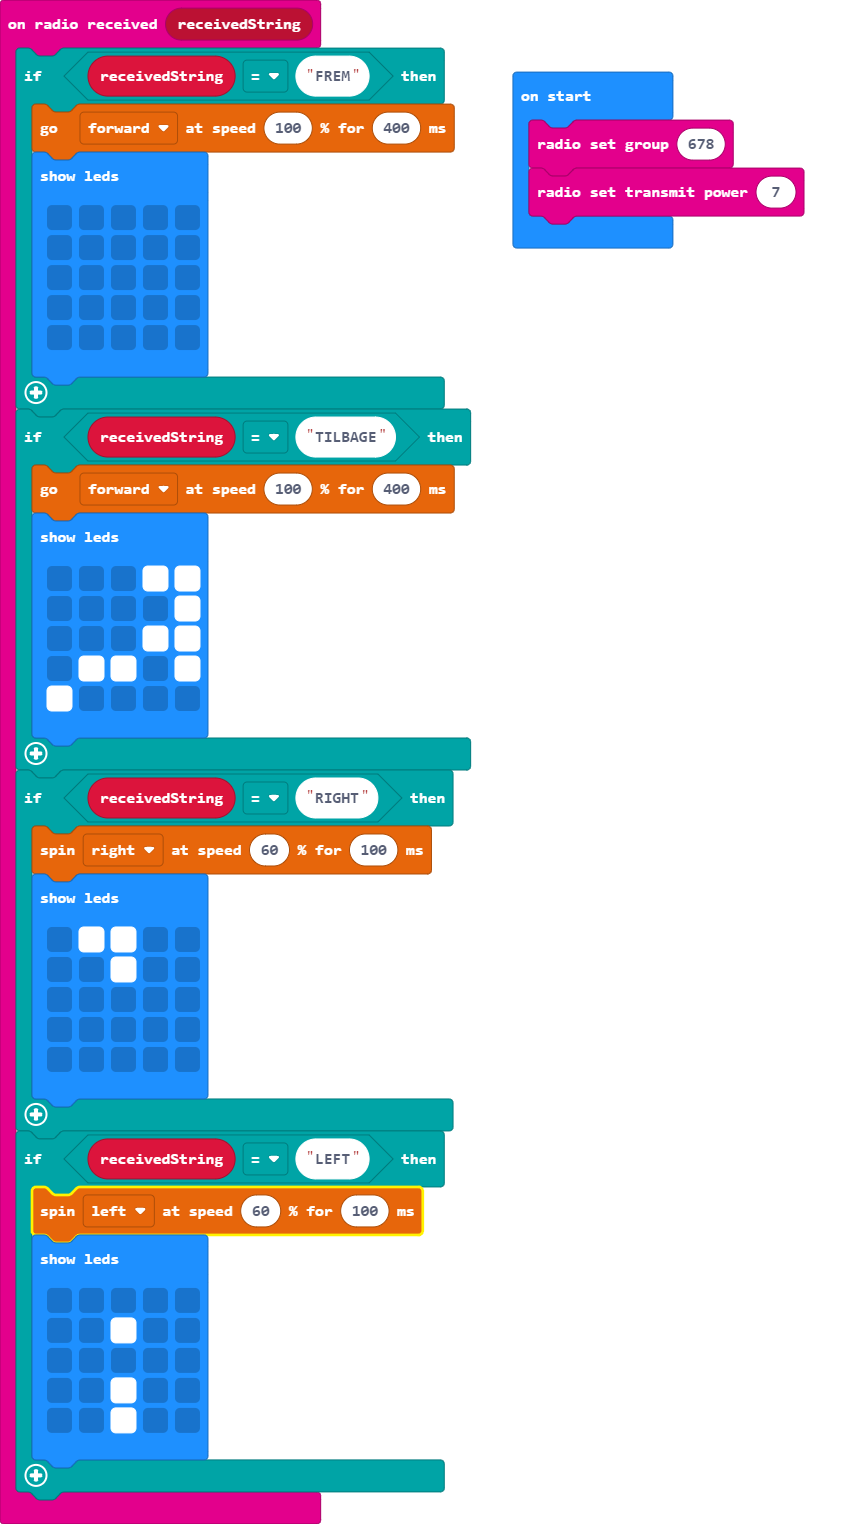 on radio received receivedString
if receivedString = "FREM" then
go forward at speed 100 % for 400 ms
show leds
if receivedString = "TILBAGE" then
go forward at speed 100 % for 400 ms
show leds
if receivedString = "RIGHT" then
spin right at speed 60 % for 100 ms
show leds
if receivedString = "LEFT" then
spin left at speed 60 % for 100 ms
show leds
on start
radio set group 678
radio set transmit power 7